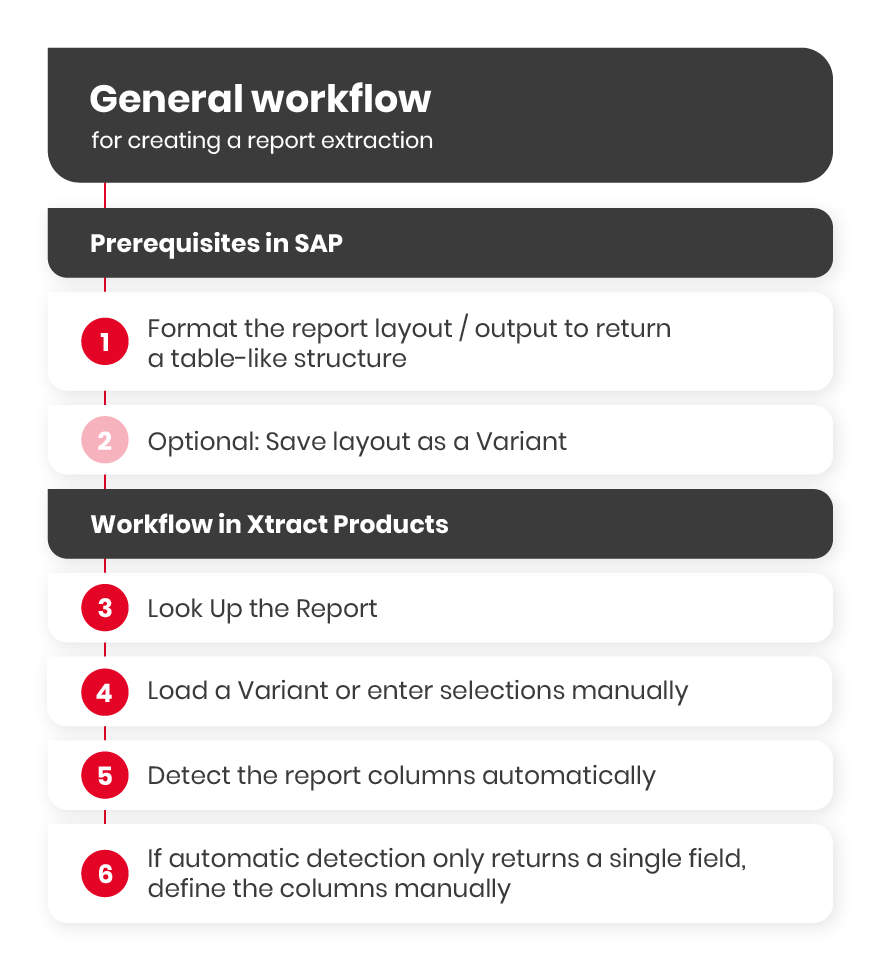 General workflow
for creating a report extraction
Prerequisites in SAP
1
Format the report layout / output to return
a table-like structure
2
Optional: Save layout as a Variant
Workflow in Xtract Products
3
Look Up the Report
4
Load a Variant or enter selections manually
5
Detect the report columns automatically
6
If automatic detection only returns a single field,
define the columns manually